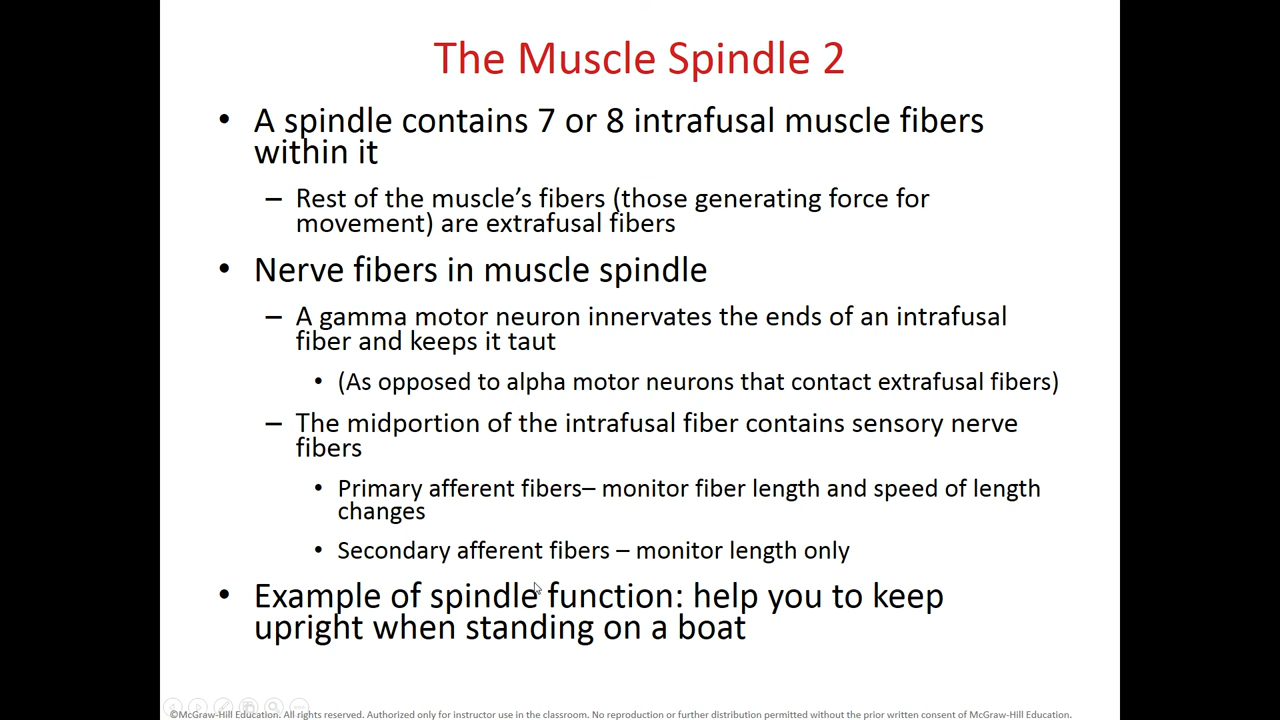 The Muscle Spindle 2
• A spindle contains 7 or 8 intrafusal muscle fibers
within it
– Rest of the muscle’s fibers (those generating force for
movement) are extrafusal fibers
• Nerve fibers in muscle spindle
– A gamma motor neuron innervates the ends of an intrafusal
fiber and keeps it taut
• (As opposed to alpha motor neurons that contact extrafusal fibers)
– The midportion of the intrafusal fiber contains sensory nerve
fibers
• Primary afferent fibers– monitor fiber length and speed of length
changes
• Secondary afferent fibers – monitor length only
• Example of spindle function: help you to keep
upright when standing on a boat
©McGraw-Hill Education. All rights reserved. Authorized only for instructor use in the classroom. No reproduction or further distribution permitted without the prior written consent of McGraw-Hill Education.